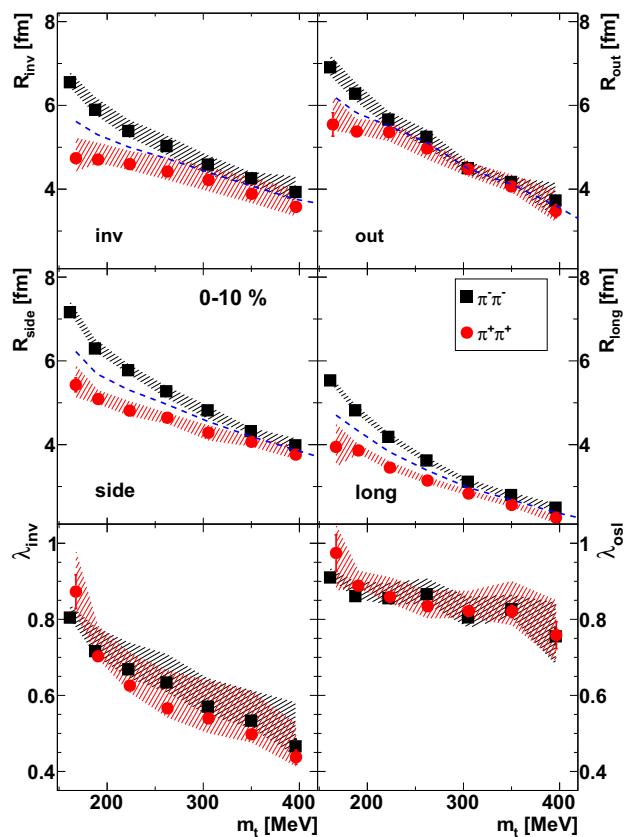 8
6
4
R_inv [fm]
inv
out
8
6
4
R_out [fm]
8
6
4
R_side [fm]
0-10 %
side
π⁻π⁻
π⁺π⁺
long
8
6
4
R_long [fm]
1
0.8
0.6
0.4
λ_inv
1
0.8
0.6
0.4
λ_osl
200 300 400
m_t [MeV]
200 300 400
m_t [MeV]